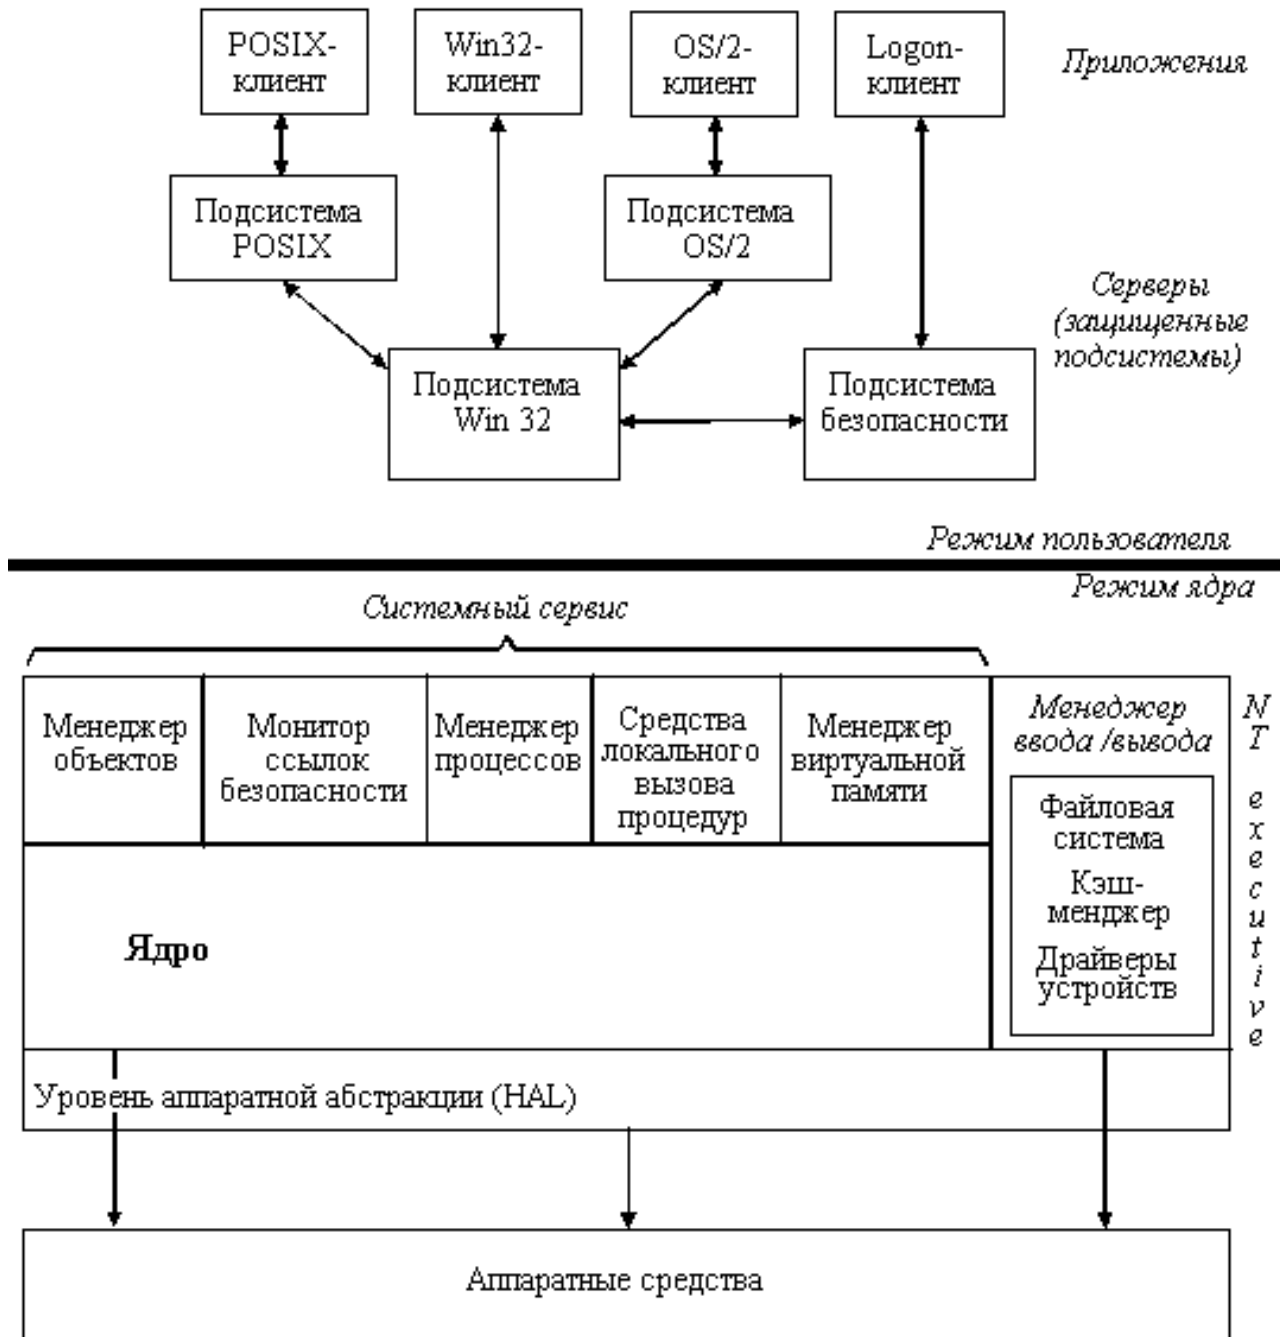 POSIX-
клиент
Win32-
клиент
OS/2-
клиент
Logon-
клиент
Приложения
Подсистема
POSIX
Подсистема
OS/2
Серверы
(защищенные
подсистемы)
Подсистема
Win 32
Подсистема
безопасности
Режим пользователя
Режим ядра
Системный сервис
Менеджер
объектов
Монитор
ссылок
безопасности
Менеджер
процессов
Средства
локального
вызова
процедур
Менеджер
виртуальной
памяти
Менеджер
ввода /вывода
Файловая
система
Кэш-
менджер
Драйверы
устройств
NT executive
Ядро
Уровень аппаратной абстракции (HAL)
Аппаратные средства